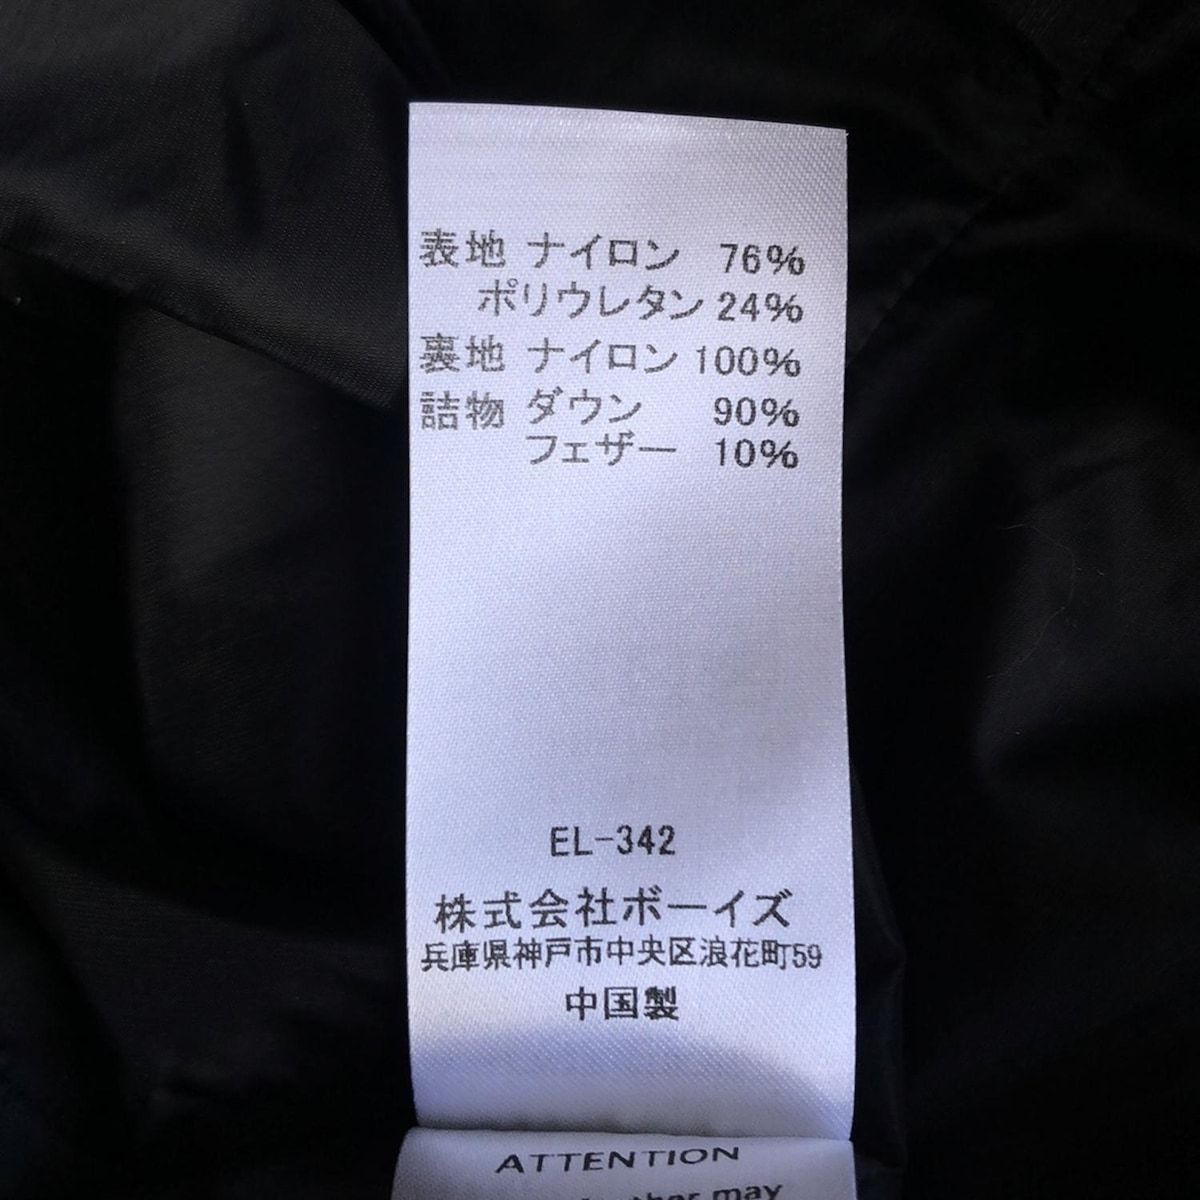 表地 ナイロン 76%
ポリウレタン 24%
裏地 ナイロン 100%
詰物 ダウン 90%
フェザー 10%
EL-342
株式会社ボーイズ
兵庫県神戸市中央区浪花町59
中国製
ATTENTION
may